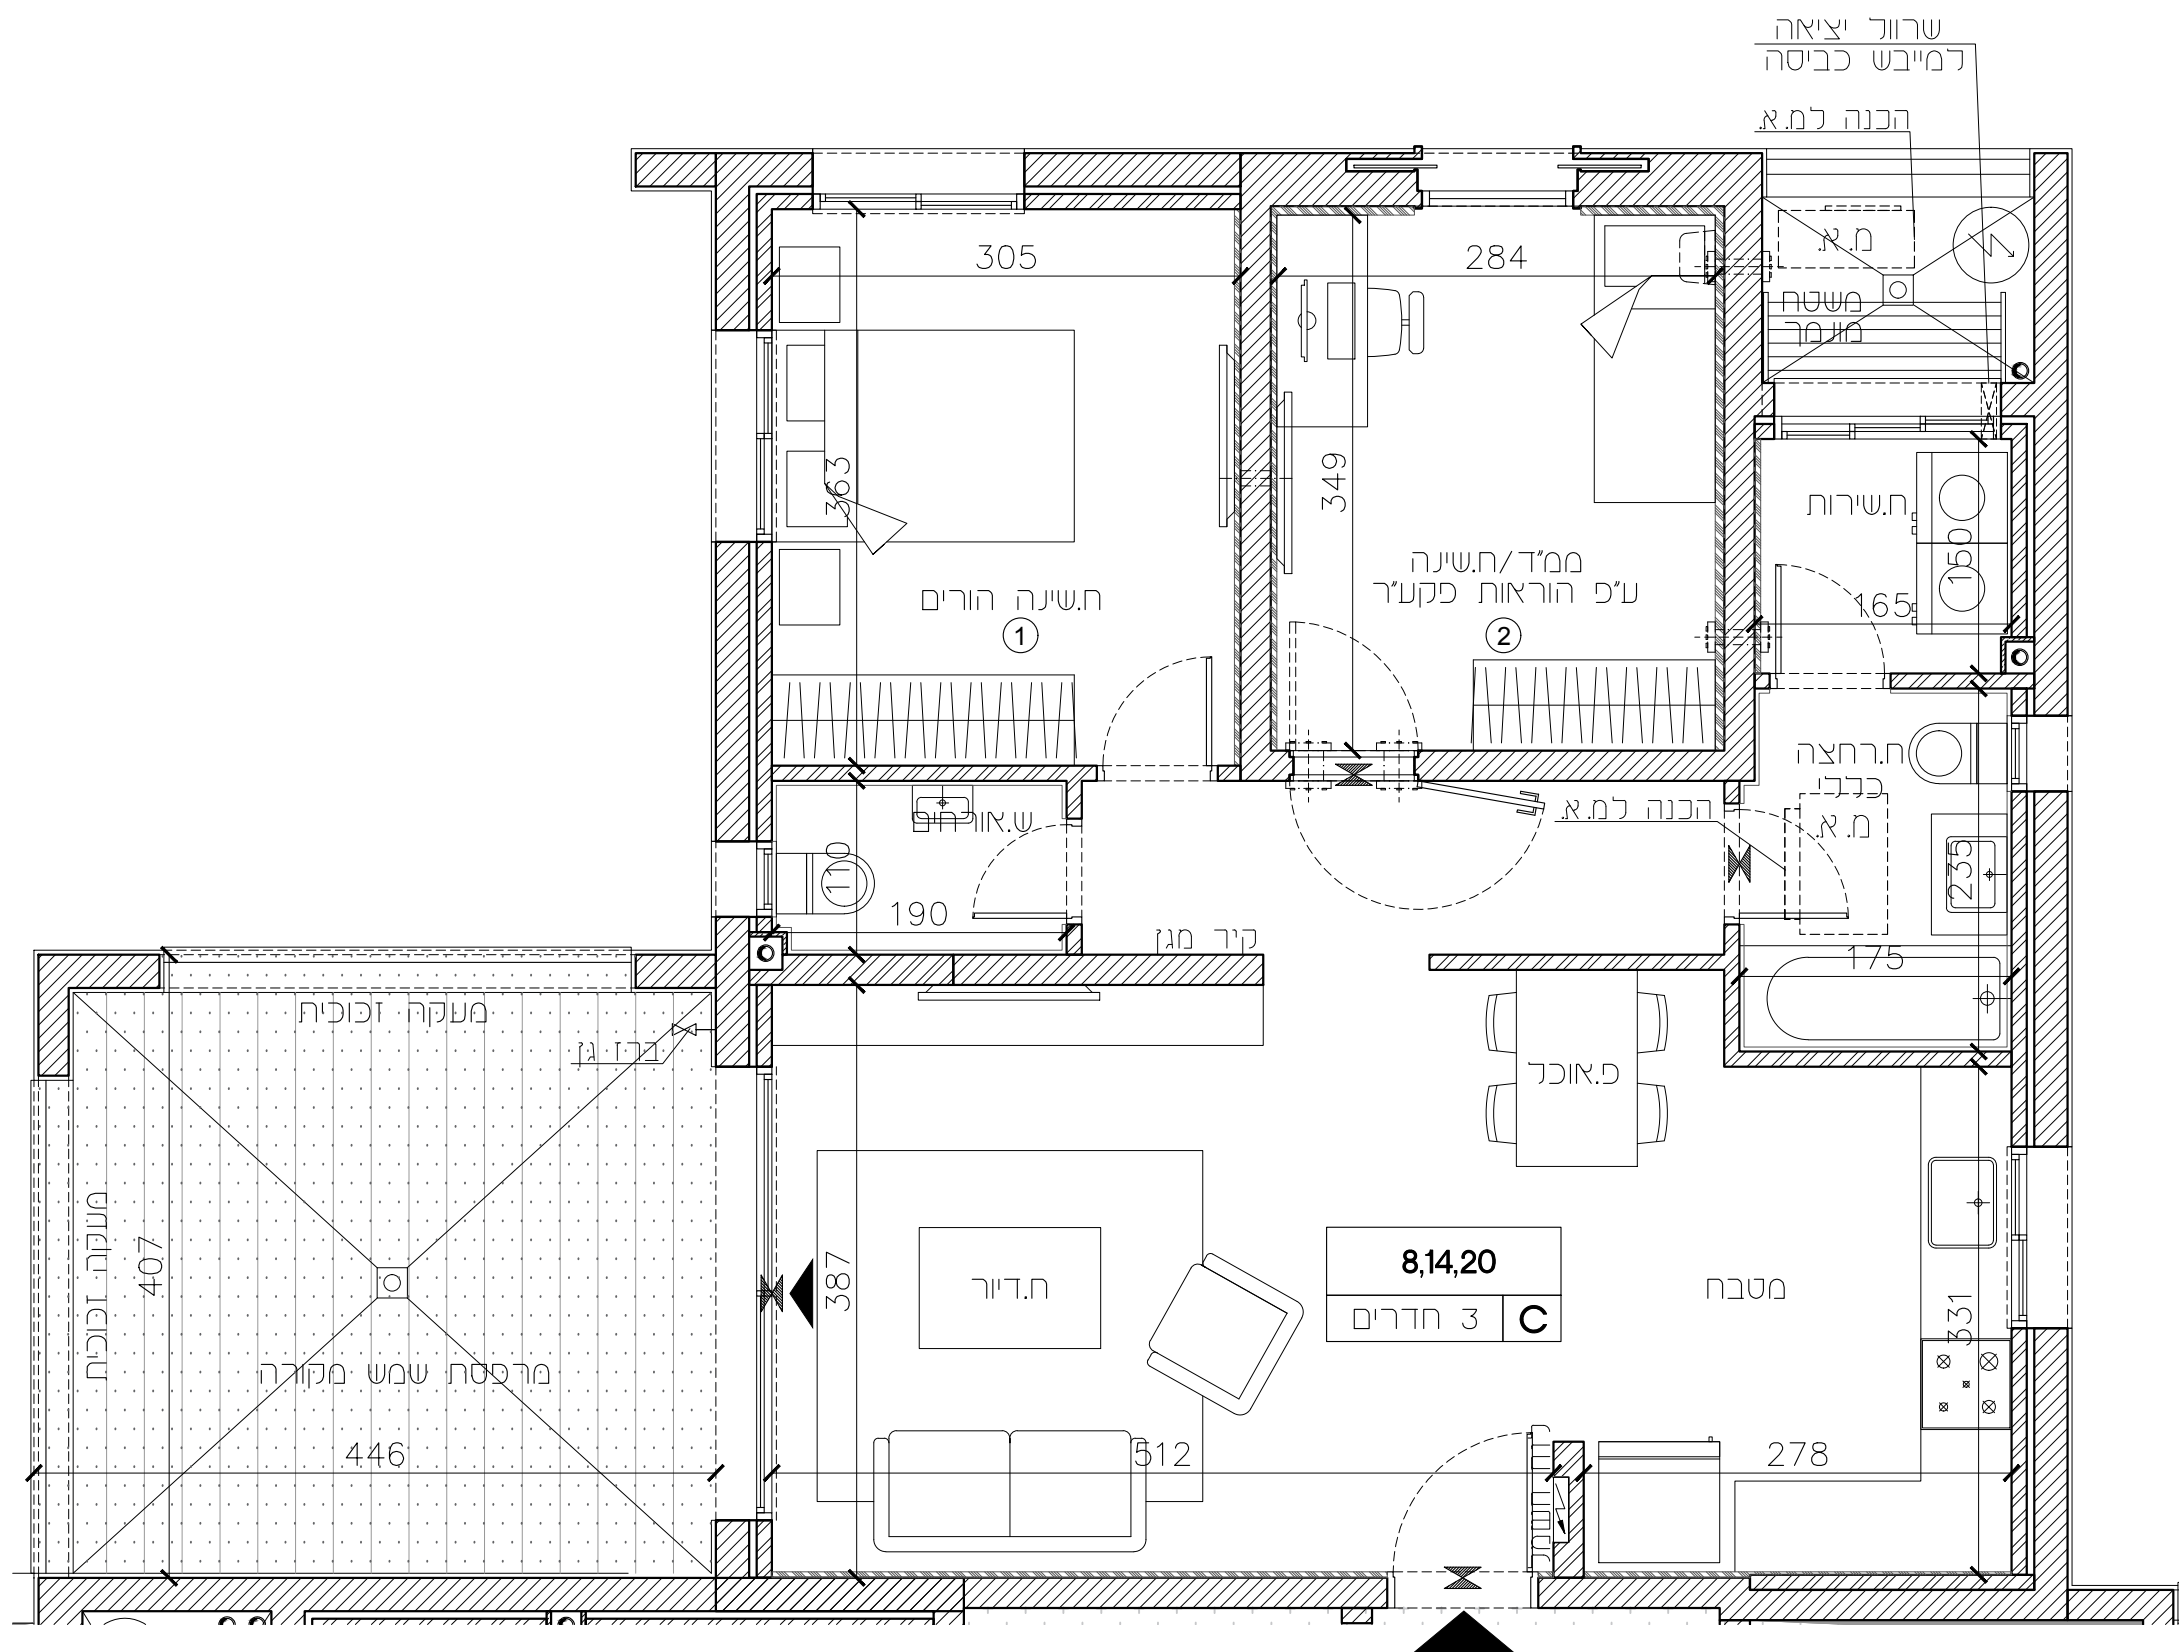 שרוול יציאה
למייבש כביסה
הכנה למ.א.
מ.א.
משטח
מונמך
305
284
363
349
ח.שירות
150
165
ממ"ד/ח.שינה
ע"פ הוראות פקע"ר
2
ח.שינה הורים
1
ח.רחצה
כללי
מ.א.
הכנה למ.א.
235
175
ש.אורחים
110
190
קיר מגן
מעקה זכוכית
ברז גן
פ.אוכל
מעקה זכוכית
407
387
ח.דיור
8,14,20
3 חדרים
C
מטבח
331
מרפסת שמש מקורה
446
512
278